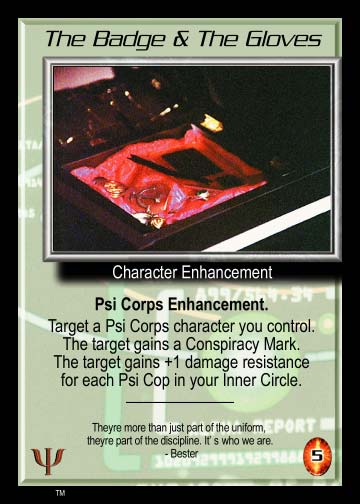 The Badge & The Gloves
Character Enhancement
Psi Corps Enhancement.
Target a Psi Corps character you control.
The target gains a Conspiracy Mark.
The target gains +1 damage resistance
for each Psi Cop in your Inner Circle.
Theyre more than just part of the uniform,
theyre part of the discipline. It' s who we are.
- Bester
5
TM